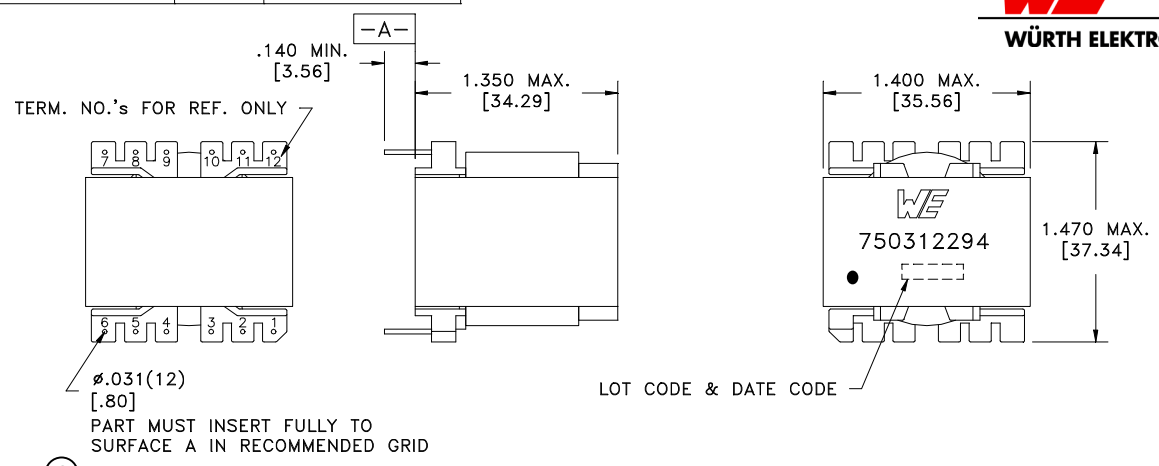 WE
WÜRTH ELEKTR
-A-
.140 MIN.
[3.56]
1.350 MAX.
[34.29]
1.400 MAX.
[35.56]
TERM. NO.'s FOR REF. ONLY
7 8 9 10 11 12
WE
750312294
1.470 MAX.
[37.34]
6 5 4 3 2 1
LOT CODE & DATE CODE
ø.031(12)
[.80]
PART MUST INSERT FULLY TO
SURFACE A IN RECOMMENDED GRID